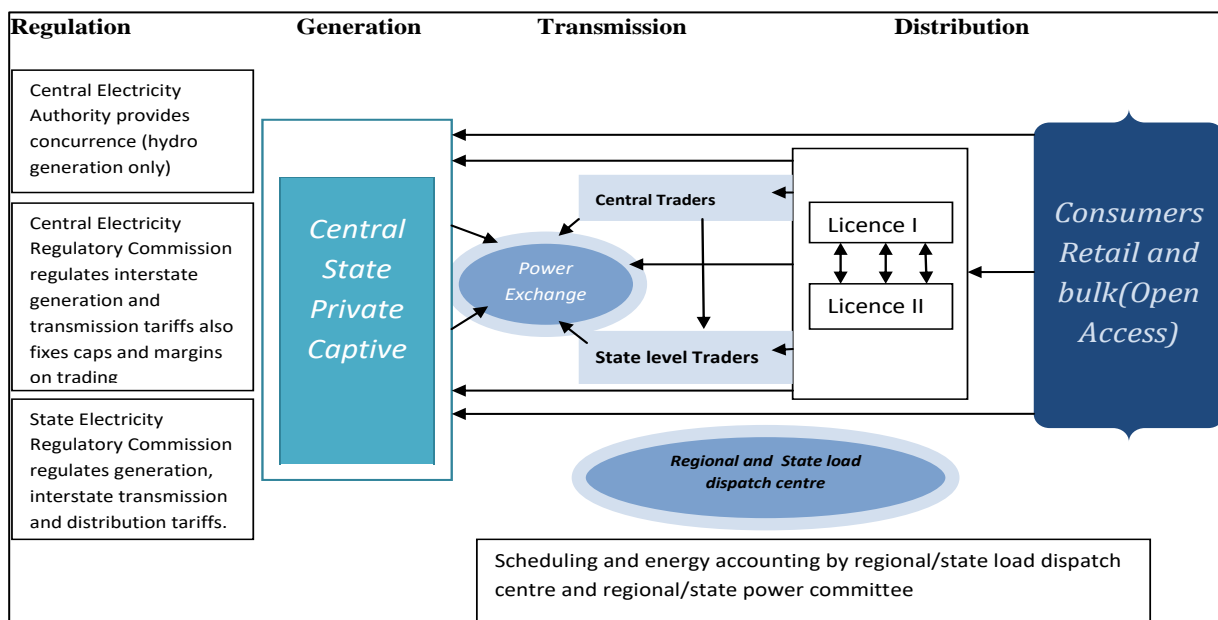 Regulation Generation Transmission Distribution
Central Electricity
Authority provides
concurrence (hydro
generation only)
Central Electricity
Regulatory Commission
regulates interstate
generation and
transmission tariffs also
fixes caps and margins
on trading
State Electricity
Regulatory Commission
regulates generation,
interstate transmission
and distribution tariffs.
Central
State
Private
Captive
Power
Exchange
Central Traders
State level Traders
Licence I
Licence II
Consumers
Retail and
bulk(Open
Access)
Regional and State load
dispatch centre
Scheduling and energy accounting by regional/state load dispatch
centre and regional/state power committee